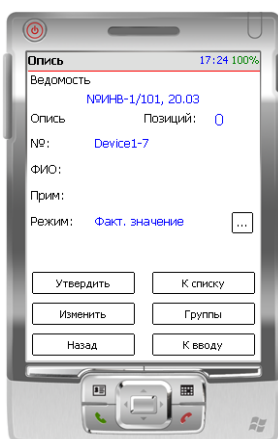 Опись 17:24 100%
Ведомость
№ИНВ-1/101, 20.03
Опись Позиций: 0
№: Device1-7
ФИО:
Прим:
Режим: Факт. значение ...
Утвердить К списку
Изменить Группы
Назад К вводу